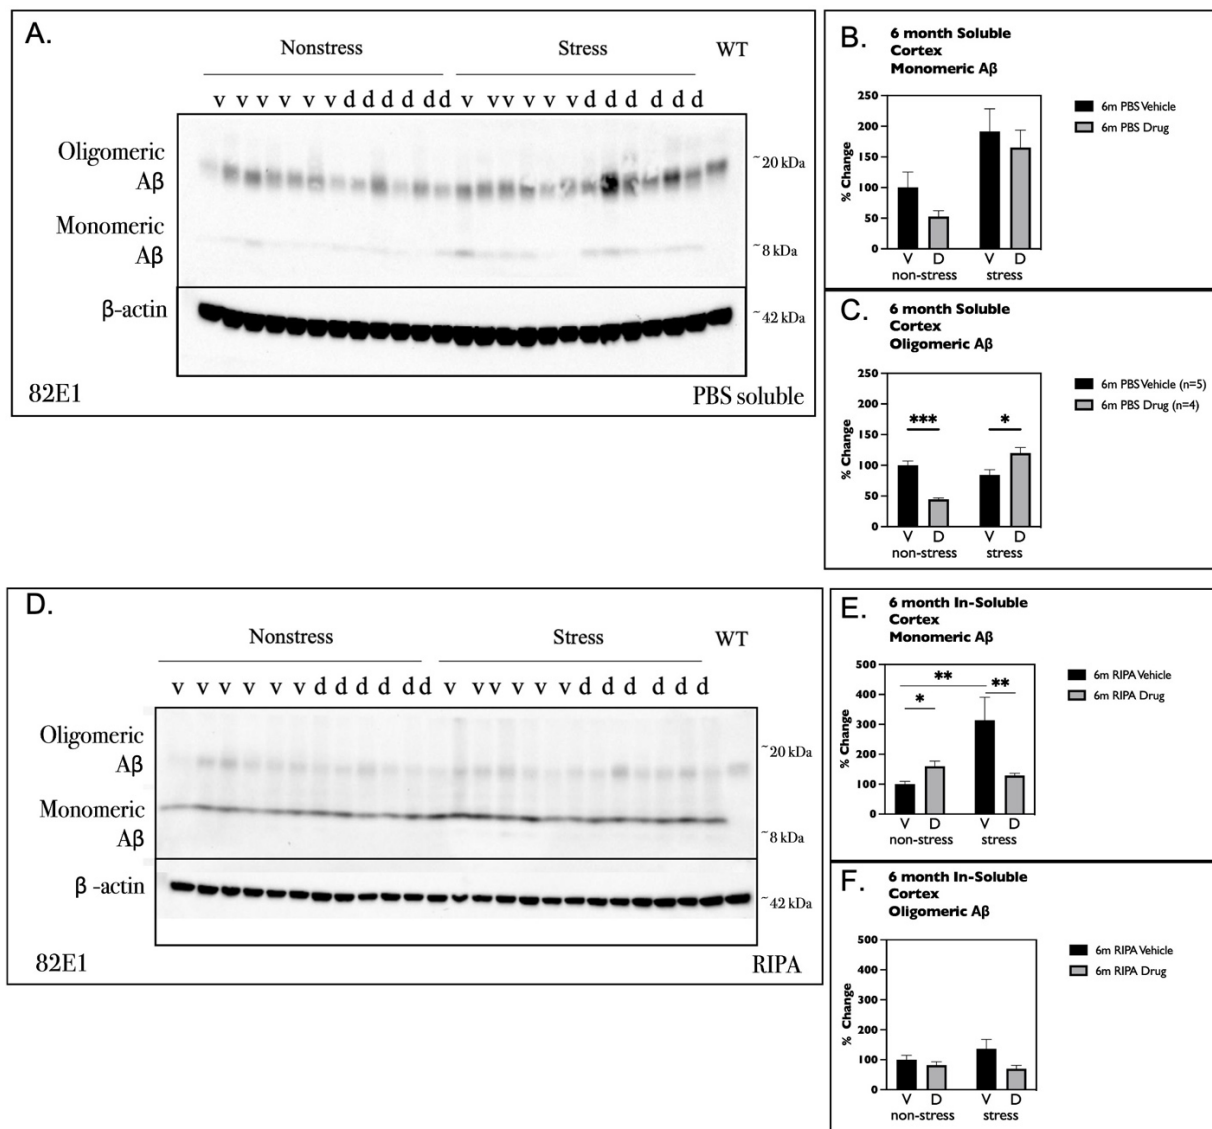 A.
Nonstress Stress WT
v v v v v v d d d d d d v v v v v v d d d d d d
Oligomeric
Aβ
~20 kDa
Monomeric
Aβ
~8 kDa
β-actin
~42 kDa
82E1 PBS soluble
B. 6 month Soluble
Cortex
Monomeric Aβ
250
200
150
100
50
0
% Change
V D V D
non-stress stress
6m PBS Vehicle
6m PBS Drug
C. 6 month Soluble
Cortex
Oligomeric Aβ
250
200
150
100
50
0
% Change
*** *
V D V D
non-stress stress
6m PBS Vehicle (n=5)
6m PBS Drug (n=4)
D.
Nonstress Stress WT
v v v v v v d d d d d d v v v v v v d d d d d d
Oligomeric
Aβ
~20 kDa
Monomeric
Aβ
~8 kDa
β -actin
~42 kDa
82E1 RIPA
E. 6 month In-Soluble
Cortex
Monomeric Aβ
500
400
300
200
100
0
% Change
** * **
V D V D
non-stress stress
6m RIPA Vehicle
6m RIPA Drug
F. 6 month In-Soluble
Cortex
Oligomeric Aβ
500
400
300
200
100
0
% Change
V D V D
non-stress stress
6m RIPA Vehicle
6m RIPA Drug